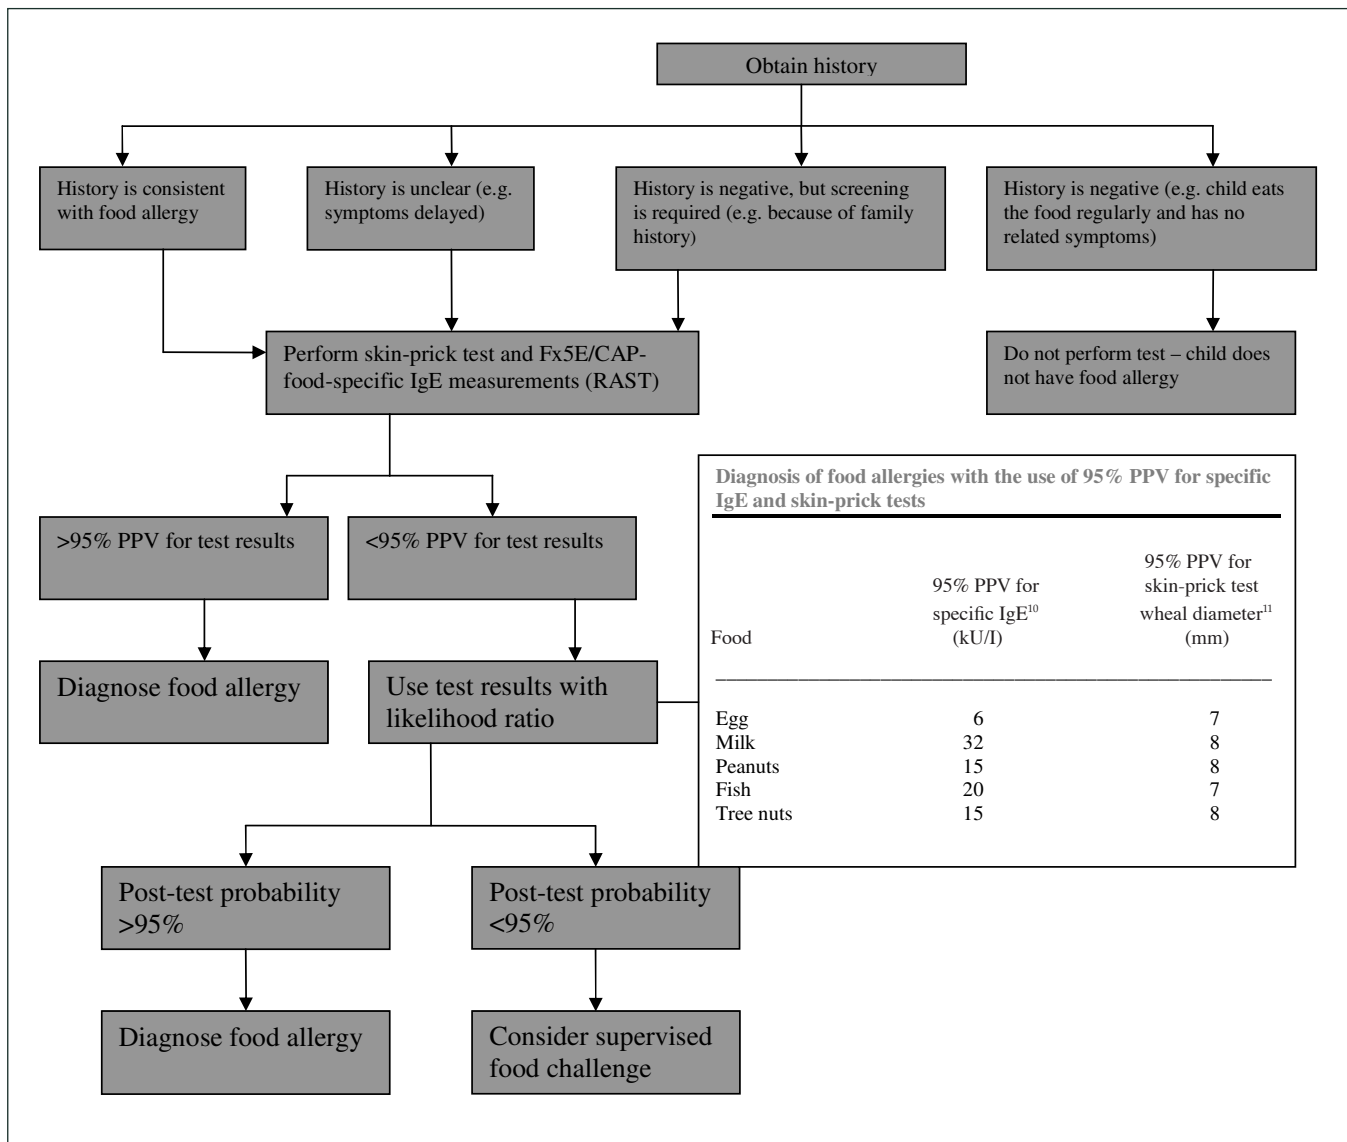 Obtain history
History is consistent
with food allergy
History is unclear (e.g.
symptoms delayed)
History is negative, but screening
is required (e.g. because of family
history)
History is negative (e.g. child eats
the food regularly and has no
related symptoms)
Perform skin-prick test and Fx5E/CAP-
food-specific IgE measurements (RAST)
Do not perform test – child does
not have food allergy
>95% PPV for test results
<95% PPV for test results
Diagnose food allergy
Use test results with
likelihood ratio
Diagnosis of food allergies with the use of 95% PPV for specific
IgE and skin-prick tests
95% PPV for
95% PPV for skin-prick test
specific IgE10 wheal diameter11
Food (kU/I) (mm)
Egg 6 7
Milk 32 8
Peanuts 15 8
Fish 20 7
Tree nuts 15 8
Post-test probability
>95%
Post-test probability
<95%
Diagnose food allergy
Consider supervised
food challenge